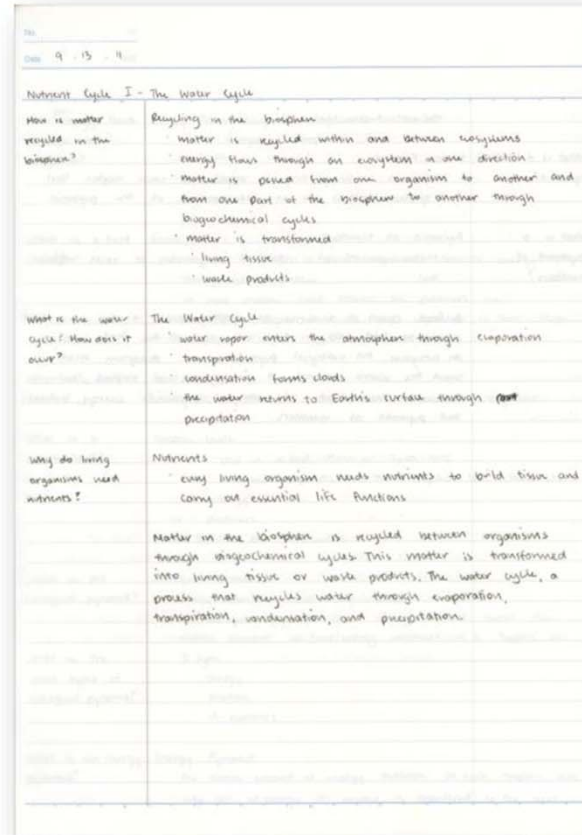 No.
Date 9 . 13 . 11
Nutrient Cycle I - The Water Cycle
How is matter
recycled in the
biosphere?
Recycling in the biosphere
· matter is recycled within and between ecosystems
· energy flows through an ecosystem in one direction
· matter is passed from one organism to another and
from one part of the biosphere to another through
biogeochemical cycles
· matter is transformed
· living tissue
· waste products
What is the water
cycle? How does it
occur?
The Water Cycle
· water vapor enters the atmosphere through evaporation
· transpiration
· condensation forms clouds
· the water returns to Earth's surface through
precipitation
Why do living
organisms need
nutrients?
Nutrients
· every living organism needs nutrients to build tissue and
carry out essential life functions
Matter in the biosphere is recycled between organisms
through biogeochemical cycles. This matter is transformed
into living tissue or waste products. The water cycle, a
process that recycles water through evaporation,
transpiration, condensation, and precipitation.